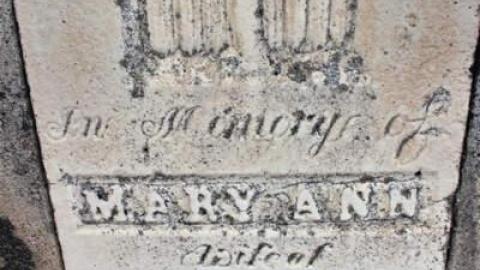 In Memory of
MARY ANN
Wife of